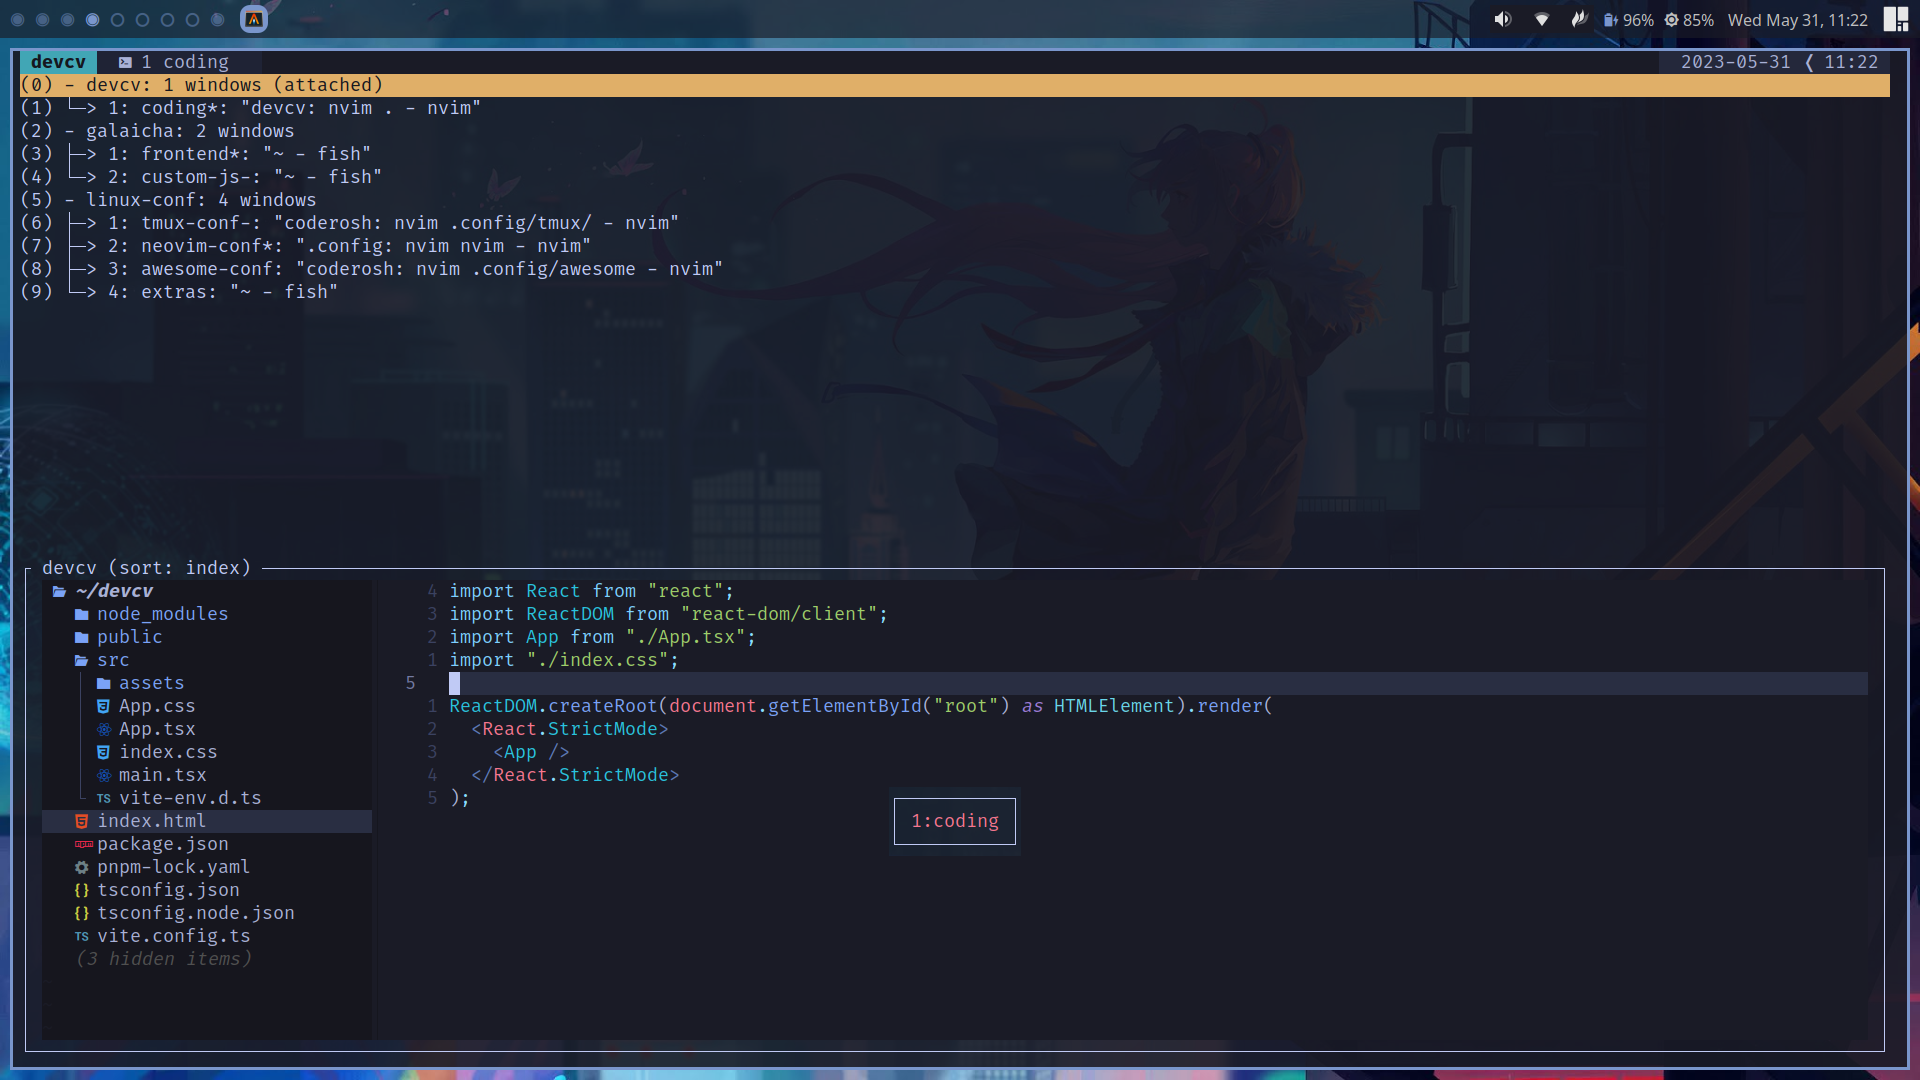 96% 85% Wed May 31, 11:22
devcv 1 coding 2023-05-31 ❬ 11:22
(0) - devcv: 1 windows (attached)
(1) └─> 1: coding*: "devcv: nvim . - nvim"
(2) - galaicha: 2 windows
(3) ├─> 1: frontend*: "~ - fish"
(4) └─> 2: custom-js-: "~ - fish"
(5) - linux-conf: 4 windows
(6) ├─> 1: tmux-conf-: "coderosh: nvim .config/tmux/ - nvim"
(7) ├─> 2: neovim-conf*: ".config: nvim nvim - nvim"
(8) ├─> 3: awesome-conf: "coderosh: nvim .config/awesome - nvim"
(9) └─> 4: extras: "~ - fish"
devcv (sort: index)
~/devcv
node_modules
public
src
assets
App.css
App.tsx
index.css
main.tsx
TS vite-env.d.ts
index.html
package.json
pnpm-lock.yaml
{} tsconfig.json
{} tsconfig.node.json
TS vite.config.ts
(3 hidden items)
4 import React from "react";
3 import ReactDOM from "react-dom/client";
2 import App from "./App.tsx";
1 import "./index.css";
5
1 ReactDOM.createRoot(document.getElementById("root") as HTMLElement).render(
2 <React.StrictMode>
3 <App />
4 </React.StrictMode>
5 );
1:coding